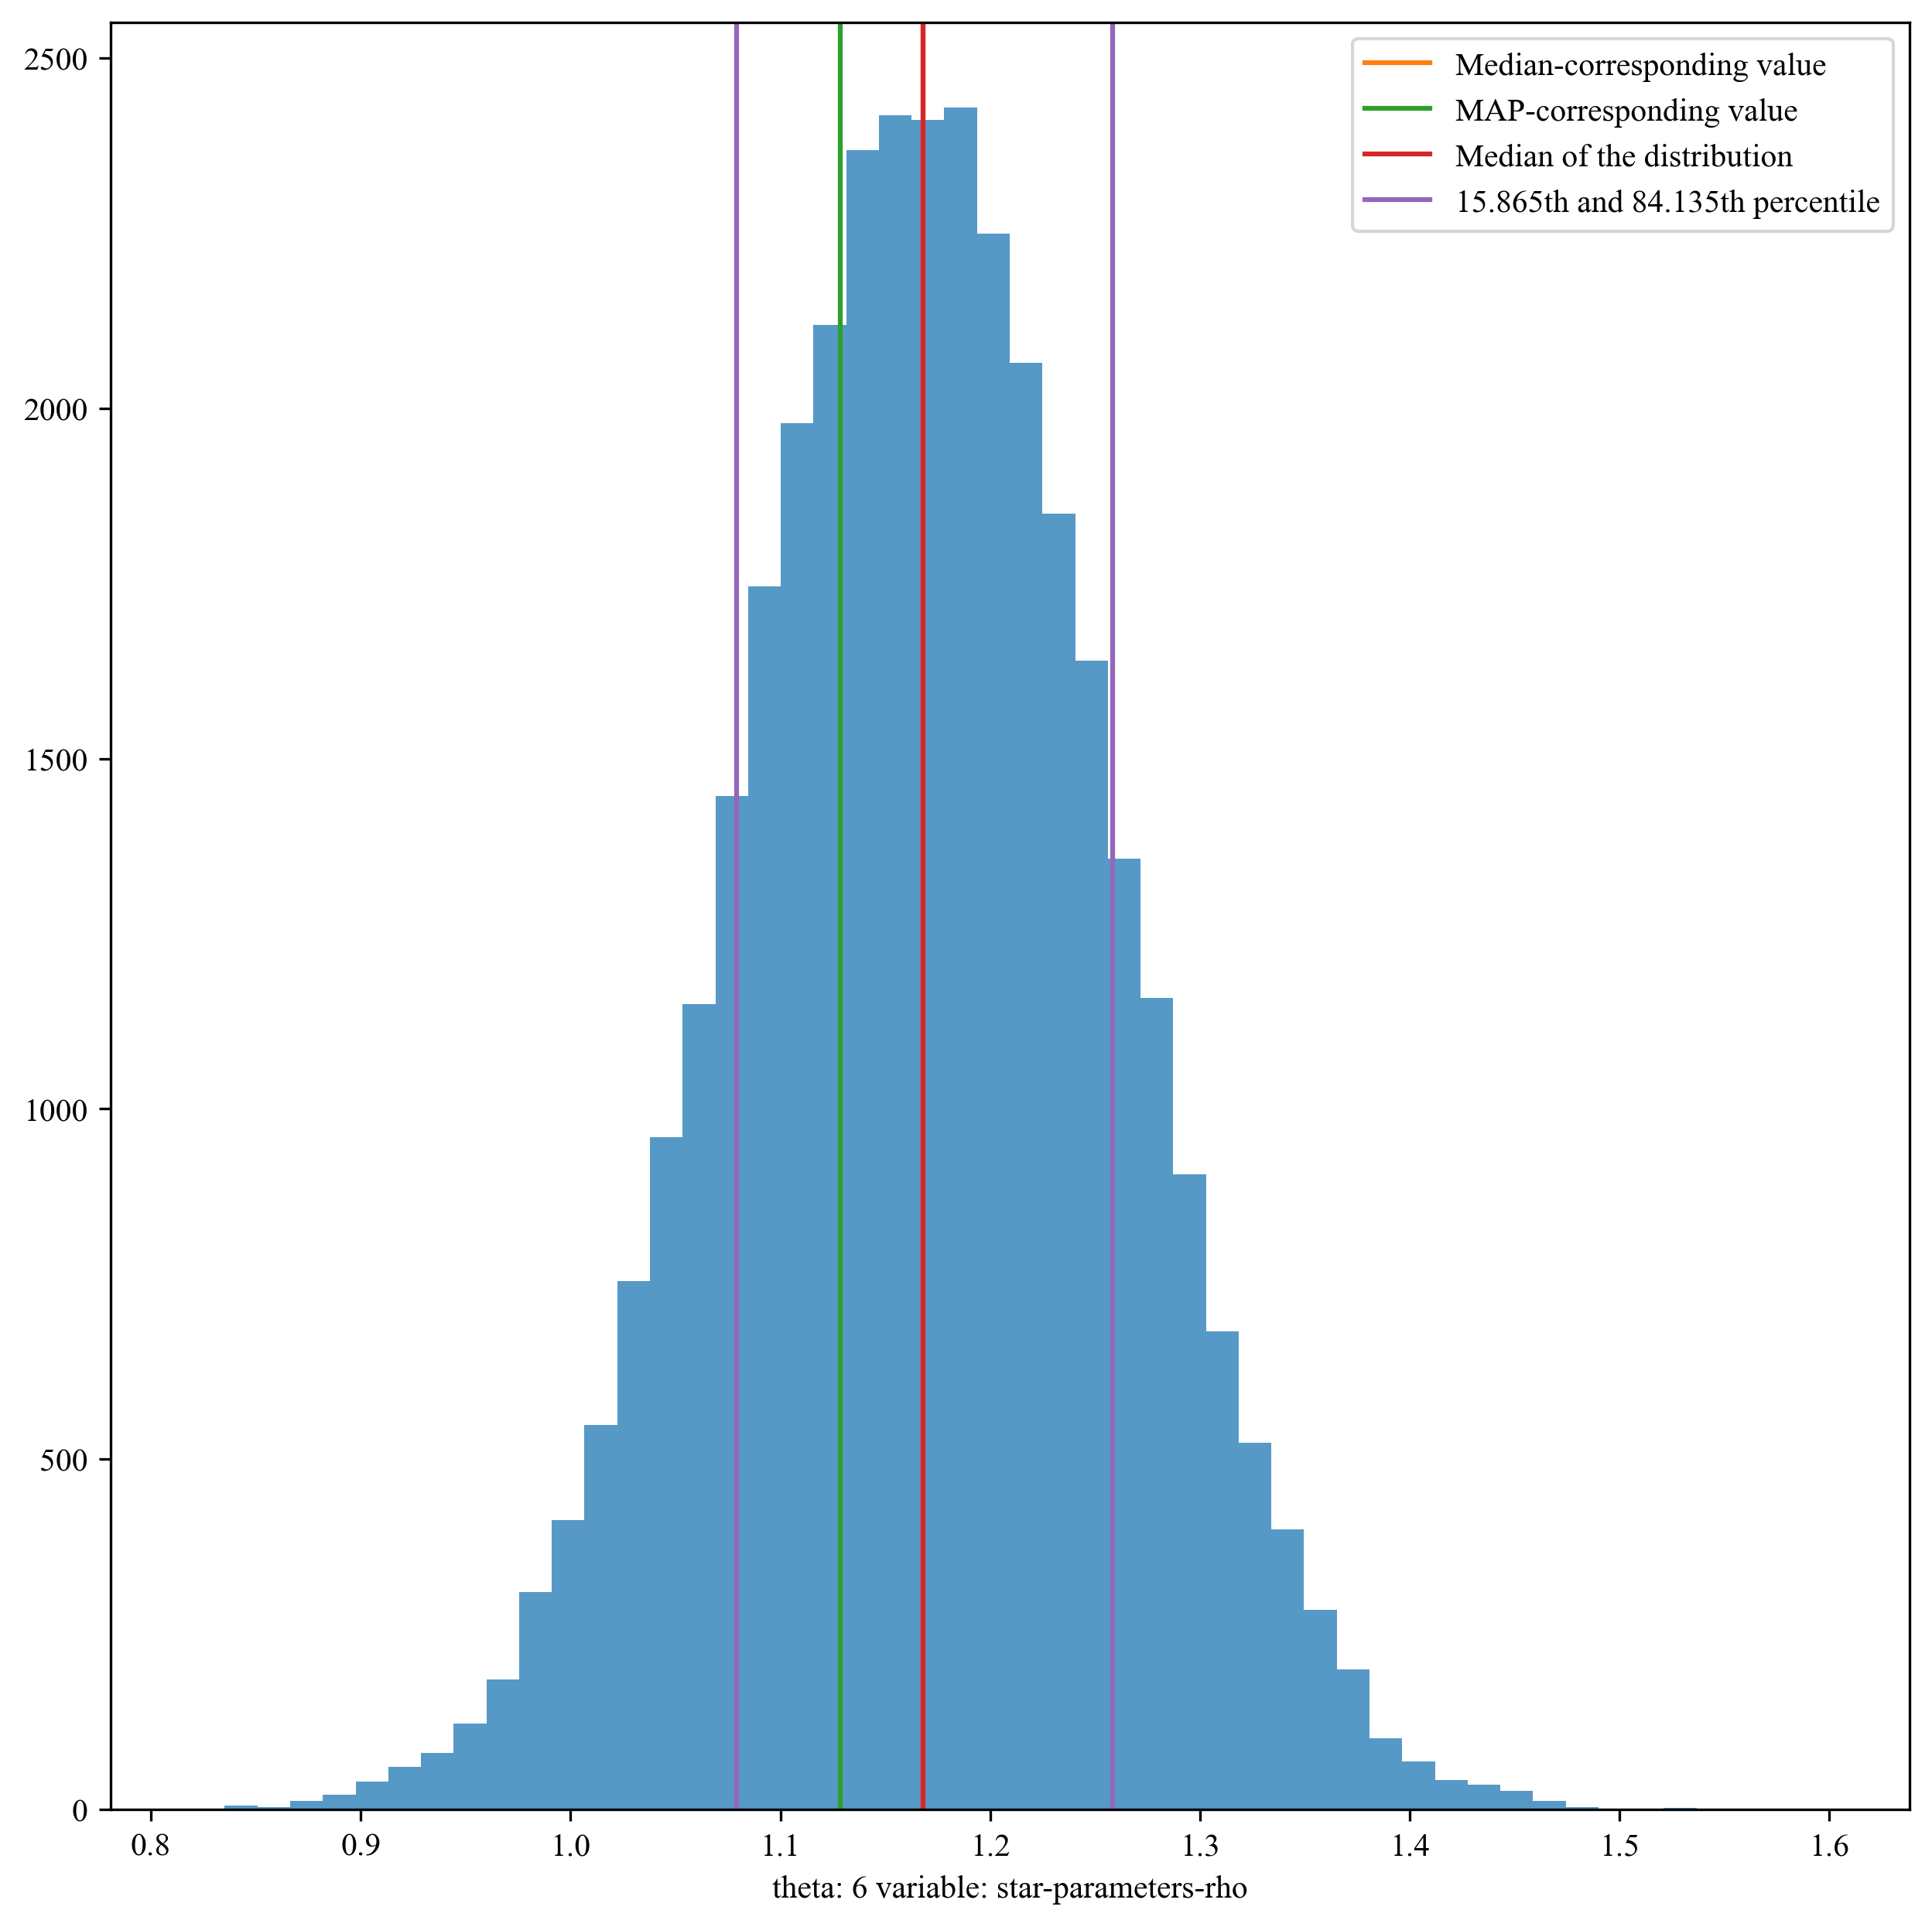 Median-corresponding value
MAP-corresponding value
Median of the distribution
15.865th and 84.135th percentile
2500
2000
1500
1000
500
0
0.8 0.9 1.0 1.1 1.2 1.3 1.4 1.5 1.6
theta: 6 variable: star-parameters-rho